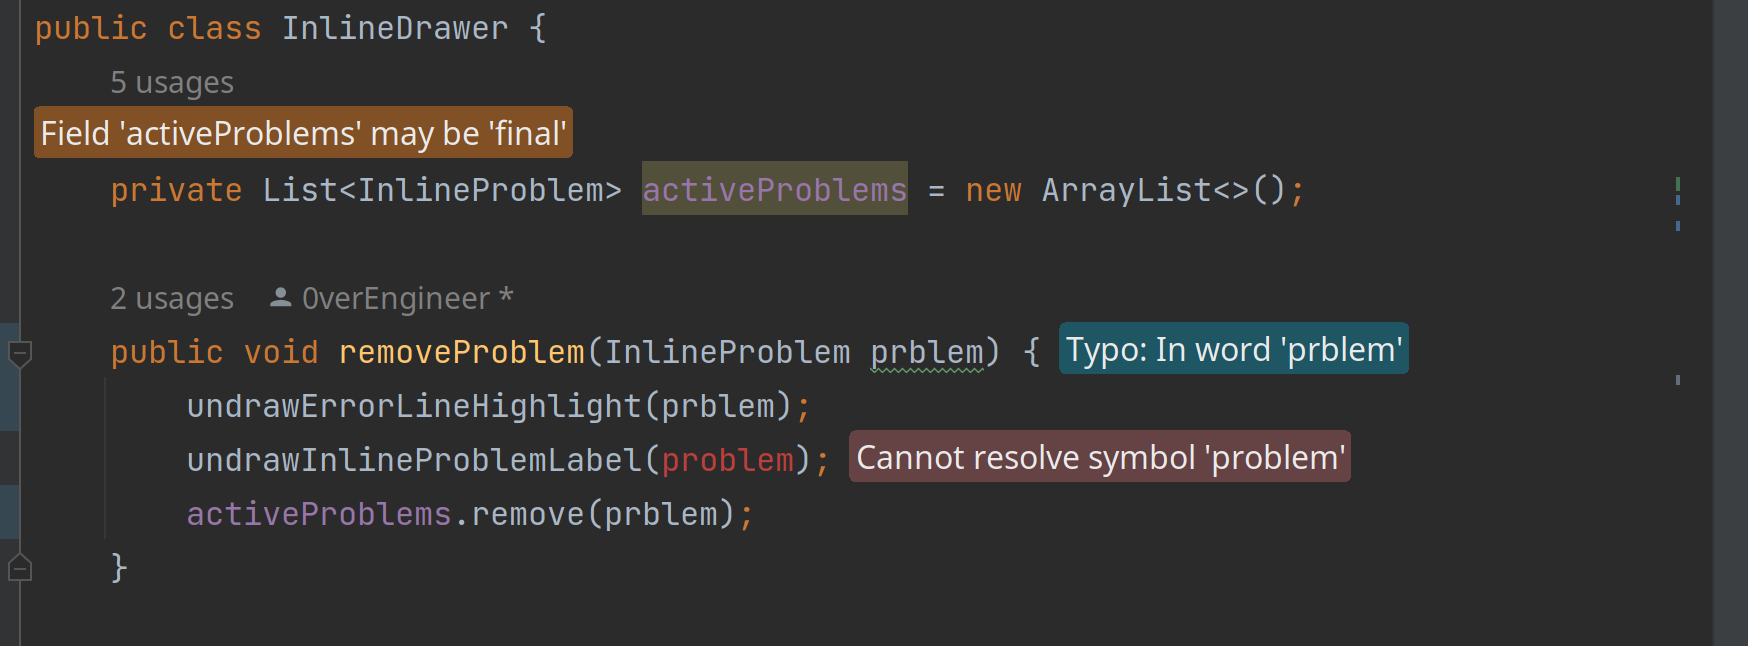 public class InlineDrawer {
5 usages
Field 'activeProblems' may be 'final'
private List<InlineProblem> activeProblems = new ArrayList<>();
2 usages 0verEngineer *
public void removeProblem(InlineProblem prblem) { Typo: In word 'prblem'
undrawErrorLineHighlight(prblem);
undrawInlineProblemLabel(problem); Cannot resolve symbol 'problem'
activeProblems.remove(prblem);
}